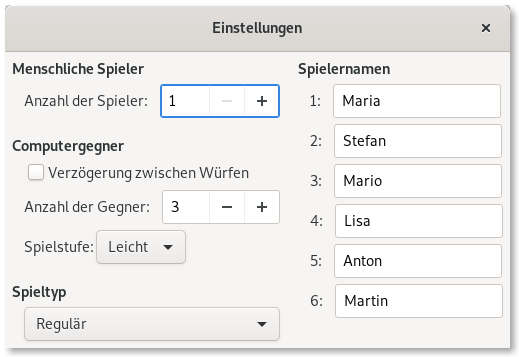 Einstellungen
Menschliche Spieler
Anzahl der Spieler: 1
Computergegner
Verzögerung zwischen Würfen
Anzahl der Gegner: 3
Spielstufe: Leicht
Spieltyp
Regulär
Spielernamen
1: Maria
2: Stefan
3: Mario
4: Lisa
5: Anton
6: Martin